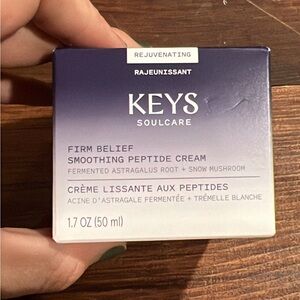 REJUVENATING
RAJEUNISSANT
KEYS
SOULCARE
FIRM BELIEF
SMOOTHING PEPTIDE CREAM
FERMENTED ASTRAGALUS ROOT + SNOW MUSHROOM
CRÈME LISSANTE AUX PEPTIDES
ACINE D'ASTRAGALE FERMENTÉE + TRÉMELLE BLANCHE
1.7 OZ (50 ml)